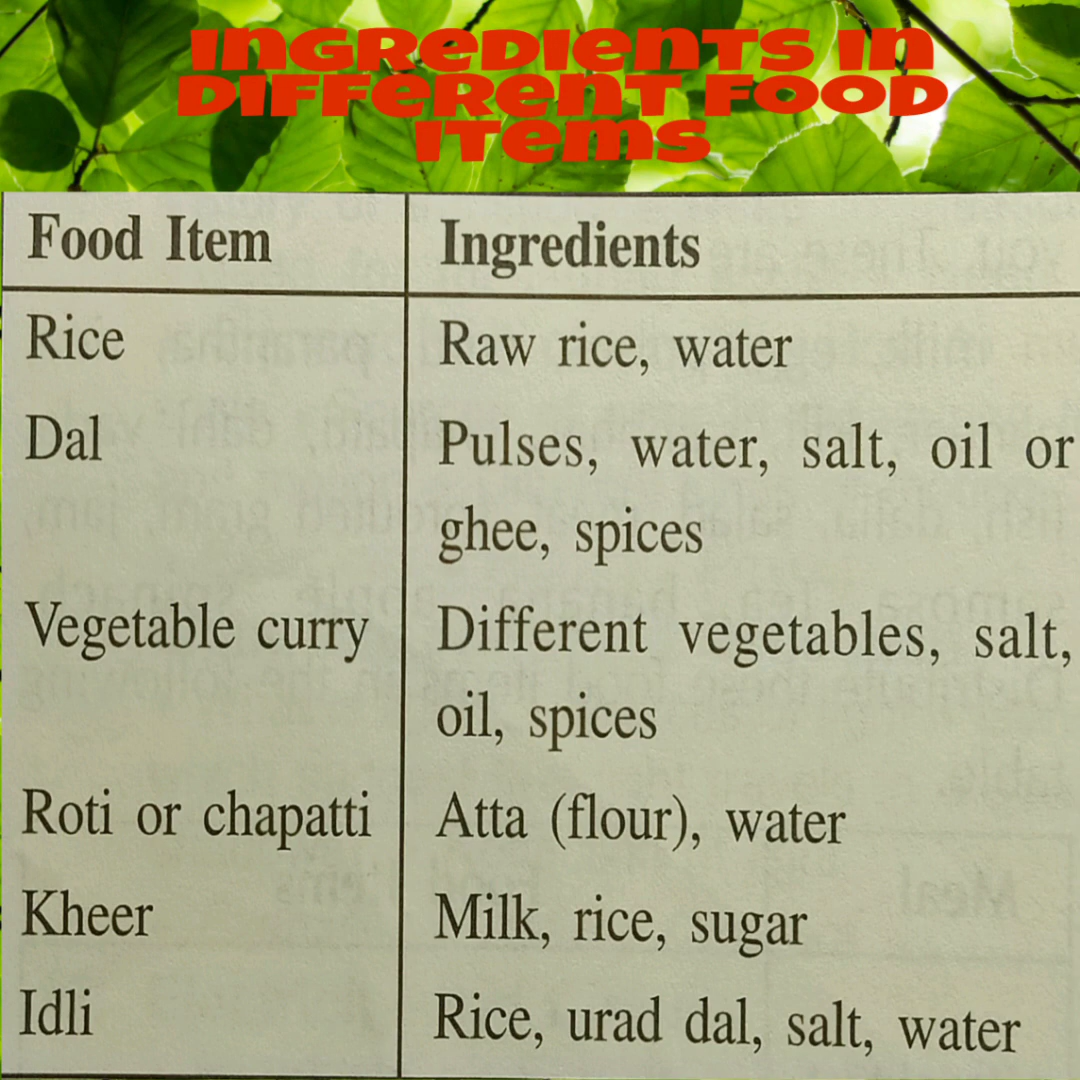 Ingredients in
Different Food
Items
Food Item Ingredients
Rice Raw rice, water
Dal Pulses, water, salt, oil or
ghee, spices
Vegetable curry Different vegetables, salt,
oil, spices
Roti or chapatti Atta (flour), water
Kheer Milk, rice, sugar
Idli Rice, urad dal, salt, water